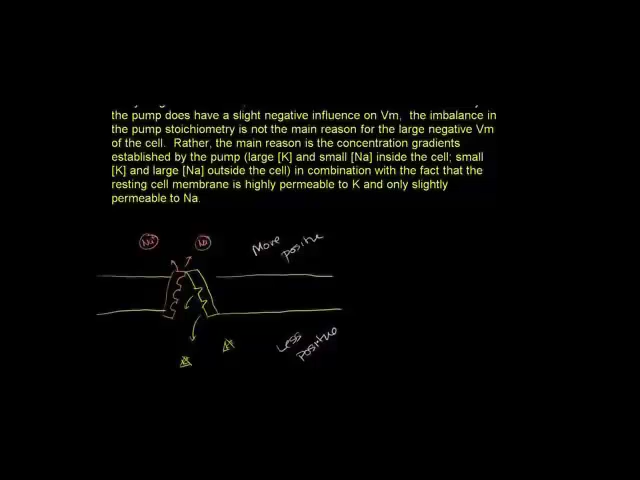 the pump does have a slight negative influence on Vm, the imbalance in
the pump stoichiometry is not the main reason for the large negative Vm
of the cell. Rather, the main reason is the concentration gradients
established by the pump (large [K] and small [Na] inside the cell; small
[K] and large [Na] outside the cell) in combination with the fact that the
resting cell membrane is highly permeable to K and only slightly
permeable to Na.
More
positive
Less
positive